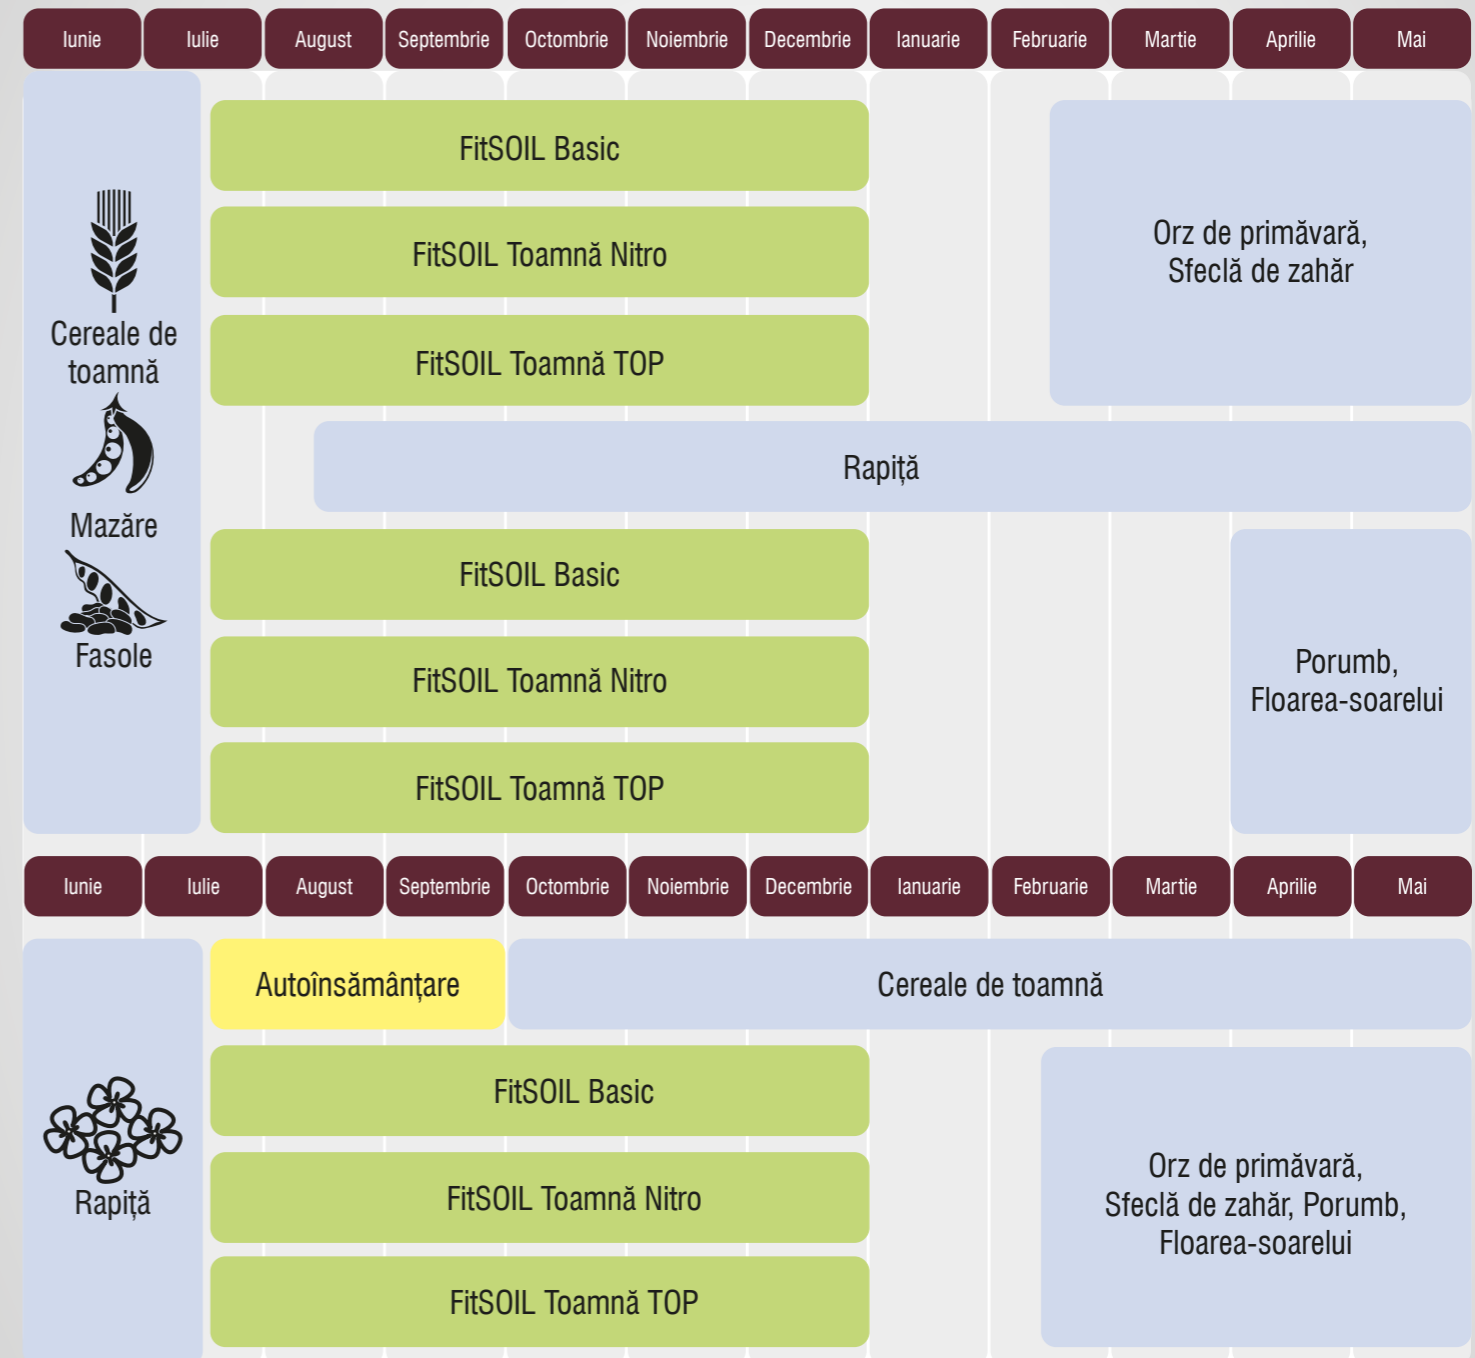 Iunie Iulie August Septembrie Octombrie Noiembrie Decembrie Ianuarie Februarie Martie Aprilie Mai
Cereale de
toamnă
Mazăre
Fasole
FitSOIL Basic
FitSOIL Toamnă Nitro
FitSOIL Toamnă TOP
Orz de primăvară,
Sfeclă de zahăr
Rapiță
FitSOIL Basic
FitSOIL Toamnă Nitro
FitSOIL Toamnă TOP
Porumb,
Floarea-soarelui
Iunie Iulie August Septembrie Octombrie Noiembrie Decembrie Ianuarie Februarie Martie Aprilie Mai
Rapiță
Autoînsămânțare
Cereale de toamnă
FitSOIL Basic
FitSOIL Toamnă Nitro
FitSOIL Toamnă TOP
Orz de primăvară,
Sfeclă de zahăr, Porumb,
Floarea-soarelui